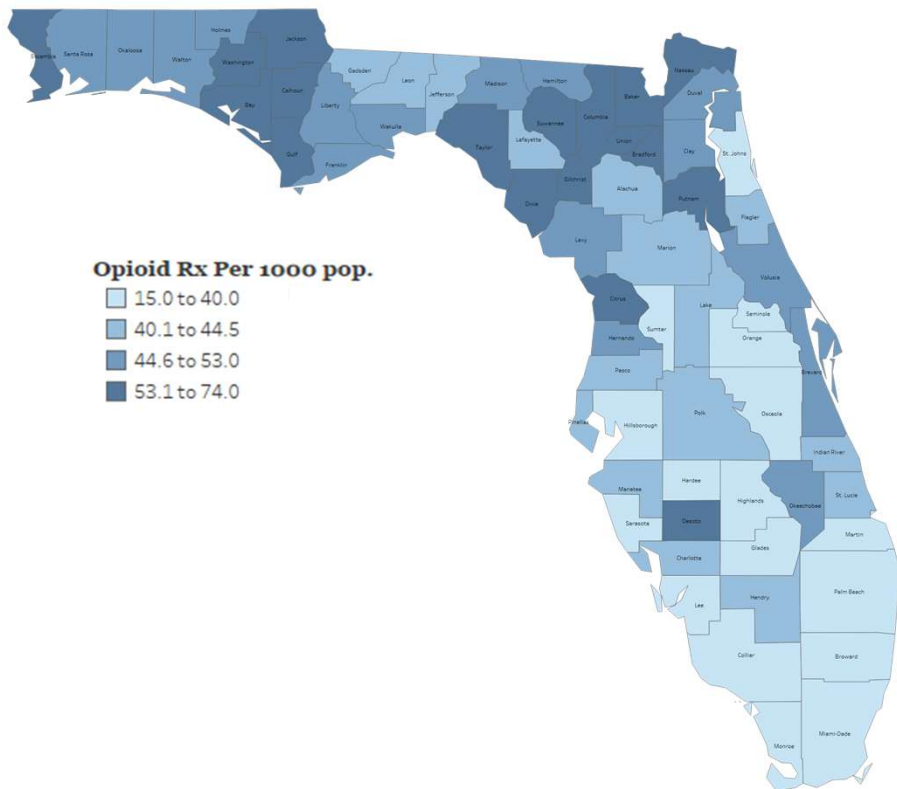 Jackson
Holmes
Escambia
Santa Rosa
Okaloosa
Walton
Washington
Gadsden
Leon
Jefferson
Madison
Hamilton
Nassau
Duval
Baker
Columbia
Suwannee
Calhoun
Bay
Liberty
Wakulla
Taylor
Lafayette
Union
Bradford
Clay
St. Johns
Gulf
Franklin
Dixie
Gilchrist
Alachua
Putnam
Flagler
Levy
Marion
Volusia
Opioid Rx Per 1000 pop.
15.0 to 40.0
40.1 to 44.5
44.6 to 53.0
53.1 to 74.0
Citrus
Sumter
Lake
Seminole
Orange
Hernando
Pasco
Brevard
Pinellas
Hillsborough
Polk
Osceola
Indian River
Manatee
Hardee
Highlands
Okeechobee
St. Lucie
Sarasota
Desoto
Martin
Charlotte
Glades
Lee
Hendry
Palm Beach
Collier
Broward
Monroe
Miami-Dade